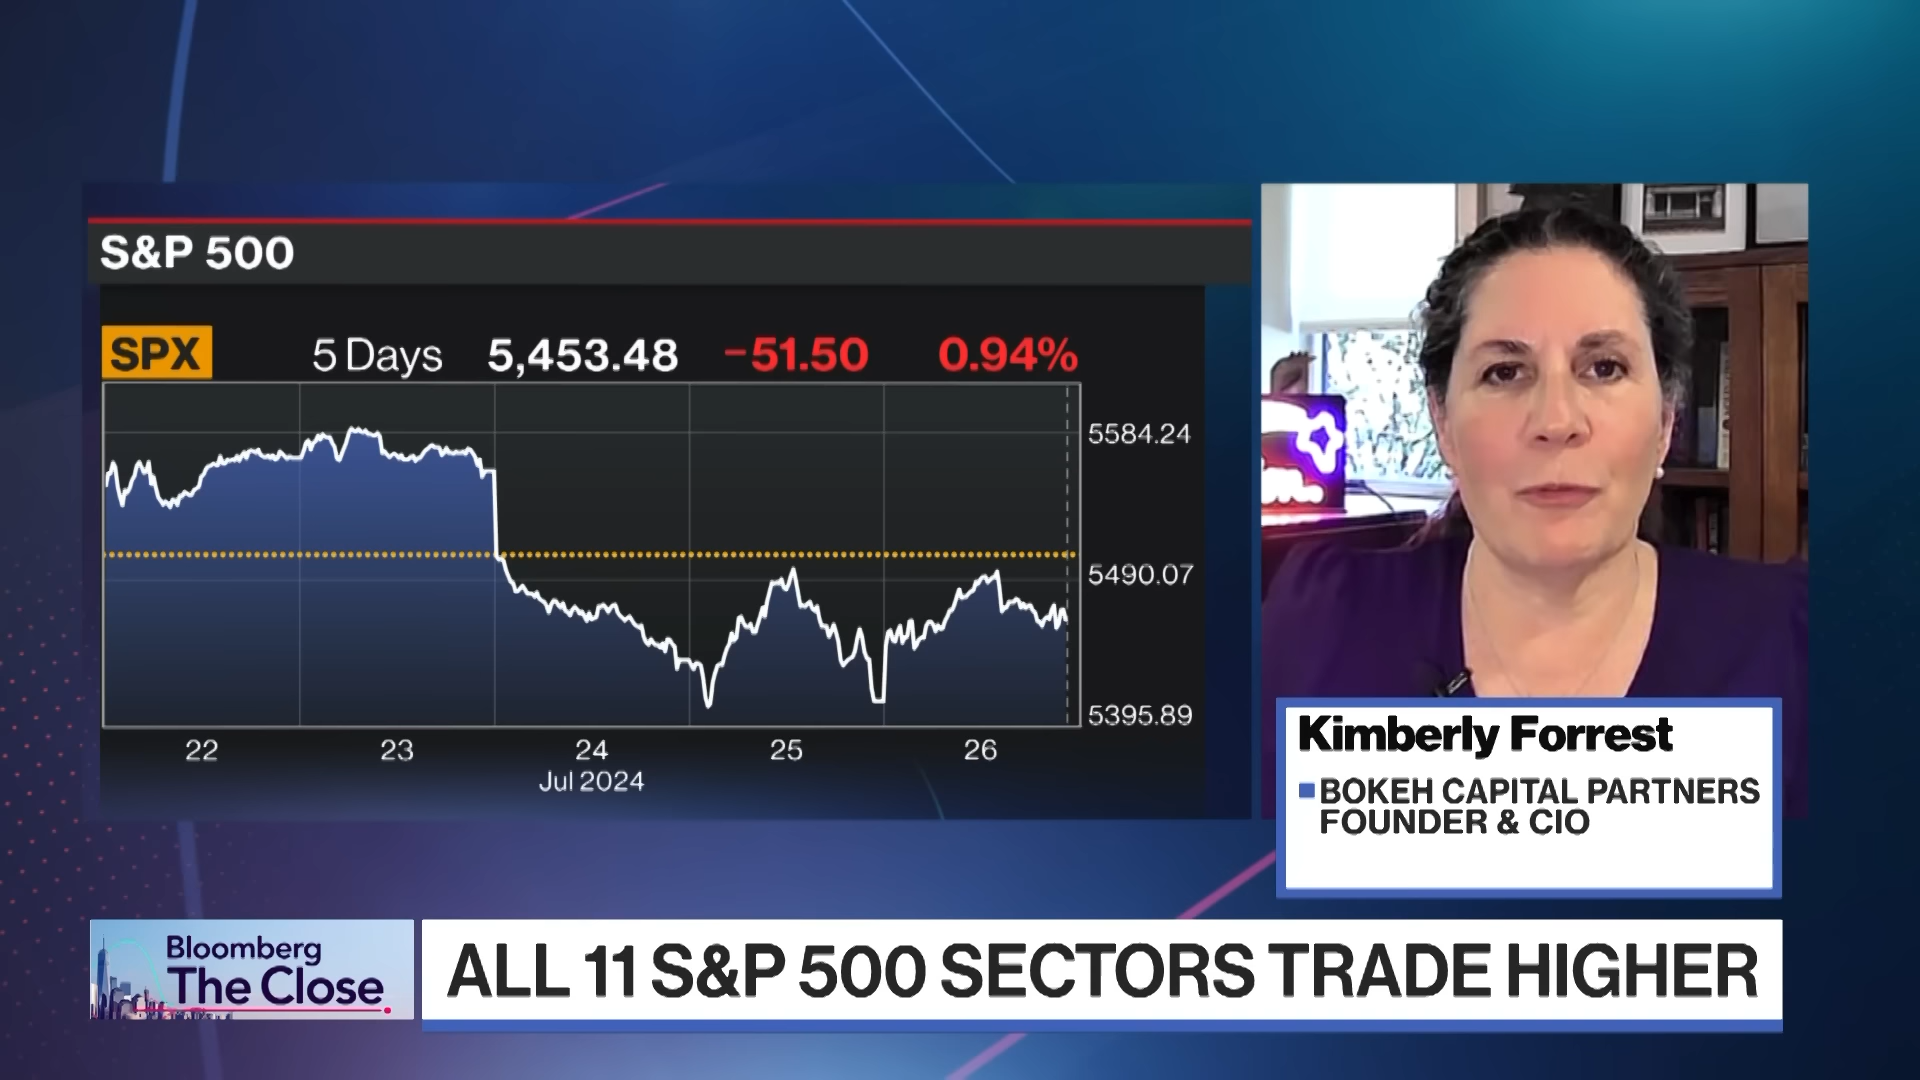 S&P 500
SPX 5 Days 5,453.48 -51.50 0.94%
5584.24
5490.07
5395.89
22 23 24 25 26
Jul 2024
Kimberly Forrest
BOKEH CAPITAL PARTNERS
FOUNDER & CIO
Bloomberg
The Close
ALL 11 S&P 500 SECTORS TRADE HIGHER